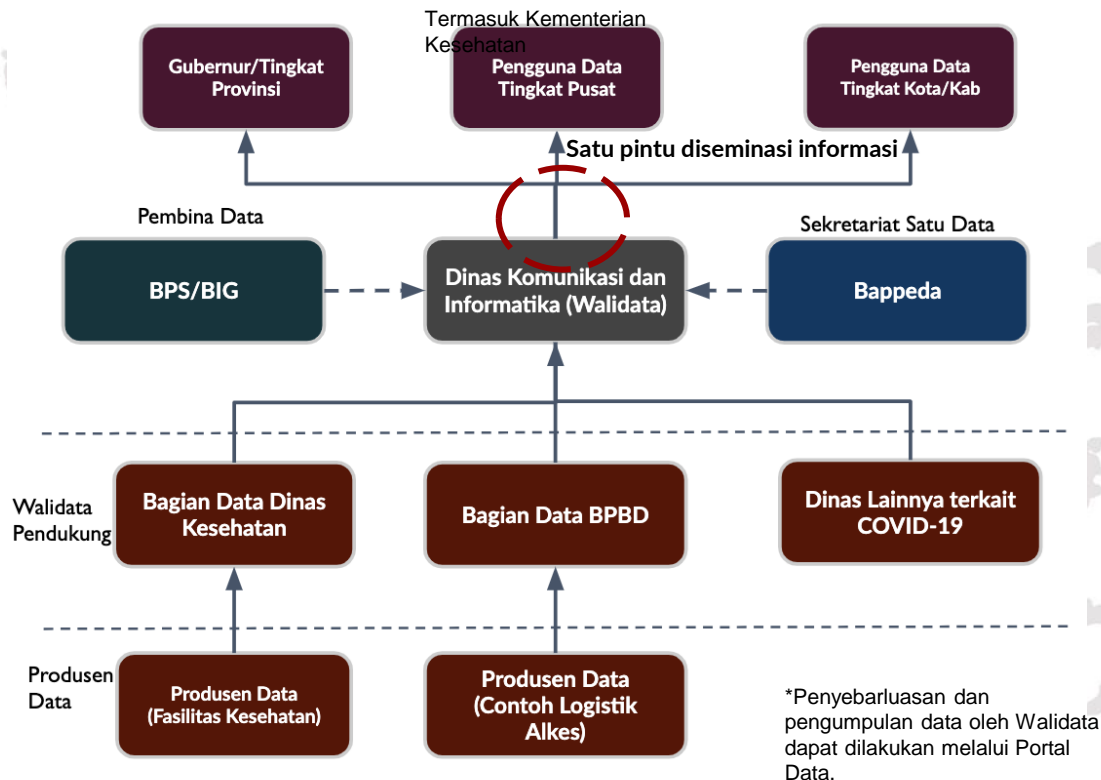 Termasuk Kementerian
Kesehatan
Gubernur/Tingkat
Provinsi
Pengguna Data
Tingkat Pusat
Pengguna Data
Tingkat Kota/Kab
Satu pintu diseminasi informasi
Pembina Data
Sekretariat Satu Data
BPS/BIG
Dinas Komunikasi dan
Informatika (Walidata)
Bappeda
Walidata
Pendukung
Bagian Data Dinas
Kesehatan
Bagian Data BPBD
Dinas Lainnya terkait
COVID-19
Produsen
Data
Produsen Data
(Fasilitas Kesehatan)
Produsen Data
(Contoh Logistik
Alkes)
*Penyebarluasan dan
pengumpulan data oleh Walidata
dapat dilakukan melalui Portal
Data.